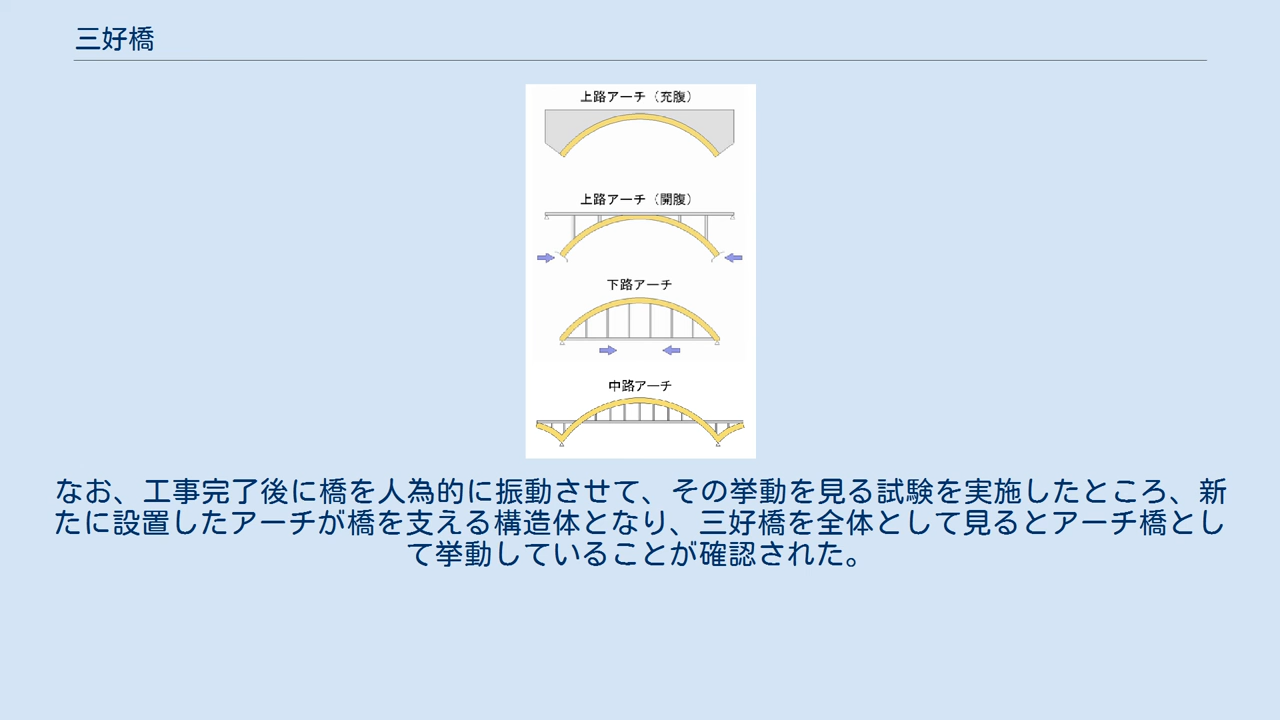 三好橋
上路アーチ（充腹）
上路アーチ（開腹）
下路アーチ
中路アーチ
なお、工事完了後に橋を人為的に振動させて、その挙動を見る試験を実施したところ、新
たに設置したアーチが橋を支える構造体となり、三好橋を全体として見るとアーチ橋とし
て挙動していることが確認された。